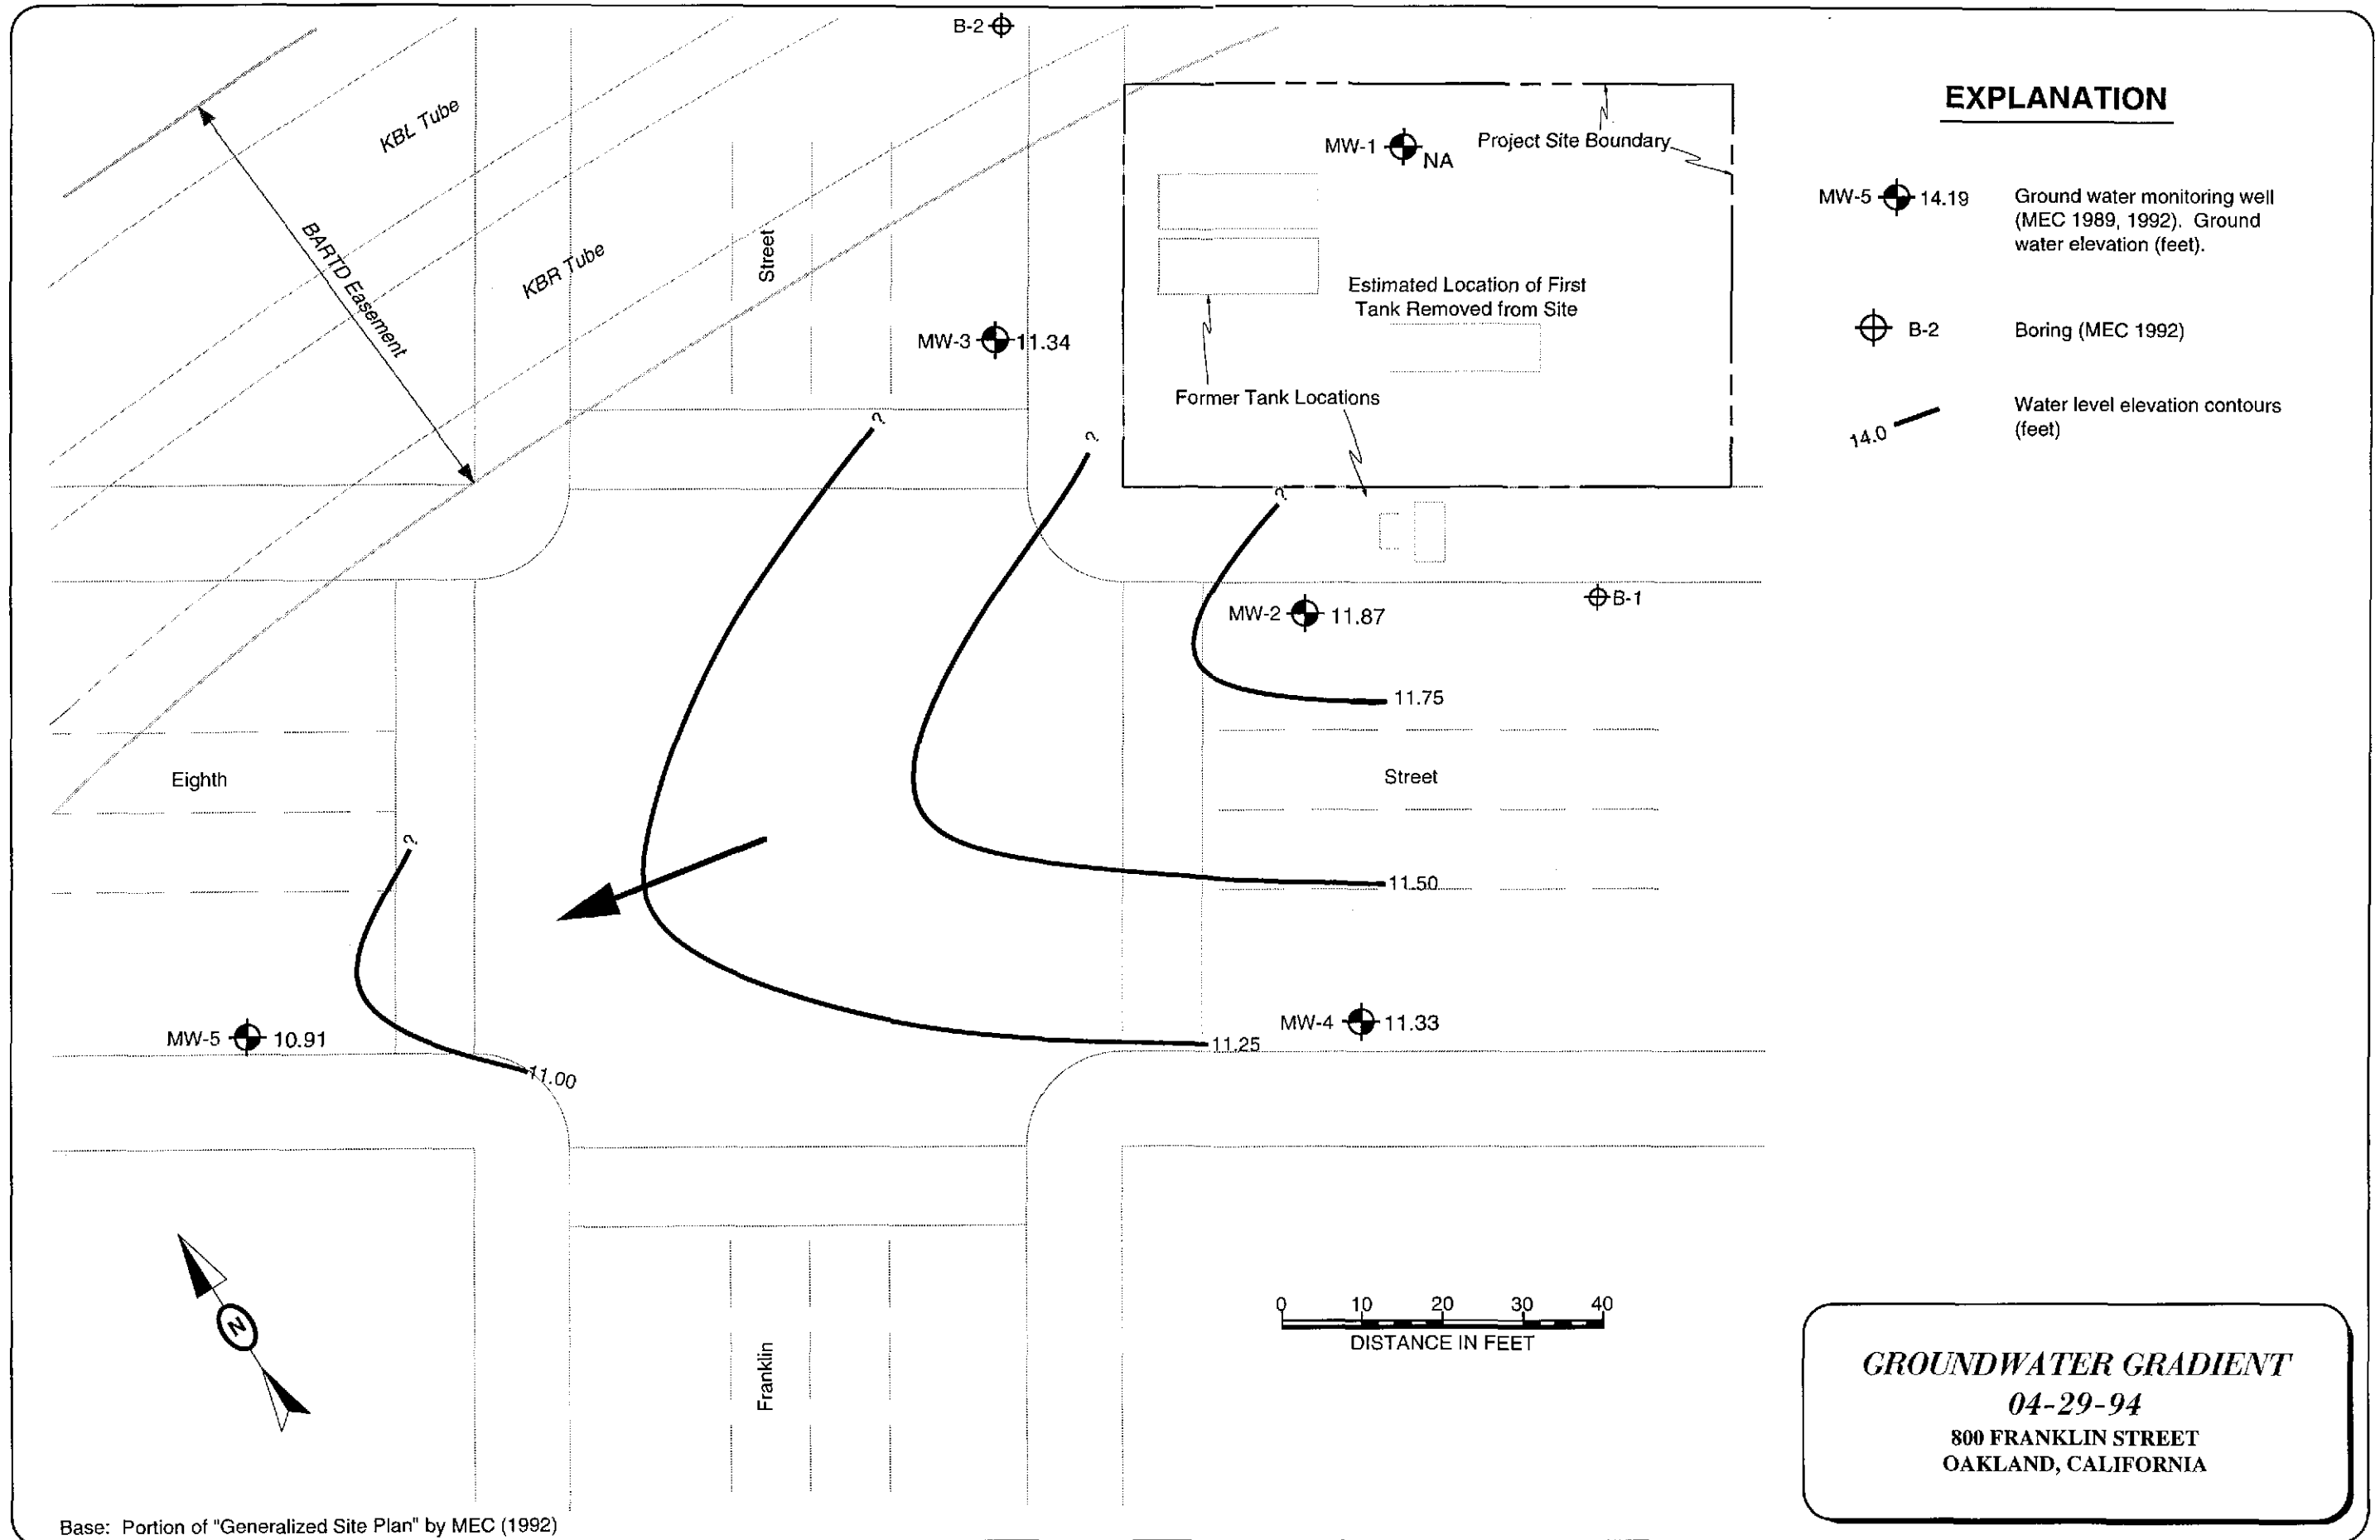 B-2
KBL Tube
KBR Tube
BARTD Easement
Street
MW-1 NA
Project Site Boundary
Estimated Location of First
Tank Removed from Site
MW-3 11.34
Former Tank Locations
?
?
?
MW-2 11.87
B-1
11.75
Eighth
Street
?
11.50
MW-5 10.91
MW-4 11.33
11.25
11.00
N
Franklin
0 10 20 30 40
DISTANCE IN FEET
Base: Portion of "Generalized Site Plan" by MEC (1992)
EXPLANATION
MW-5 14.19 Ground water monitoring well
(MEC 1989, 1992). Ground
water elevation (feet).
B-2 Boring (MEC 1992)
14.0 Water level elevation contours
(feet)
GROUNDWATER GRADIENT
04-29-94
800 FRANKLIN STREET
OAKLAND, CALIFORNIA